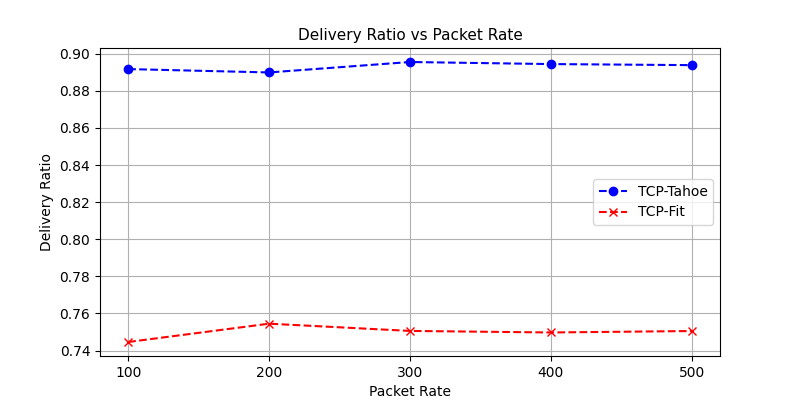 Delivery Ratio vs Packet Rate
Delivery Ratio
0.90
0.88
0.86
0.84
0.82
0.80
0.78
0.76
0.74
TCP-Tahoe
TCP-Fit
100 200 300 400 500
Packet Rate